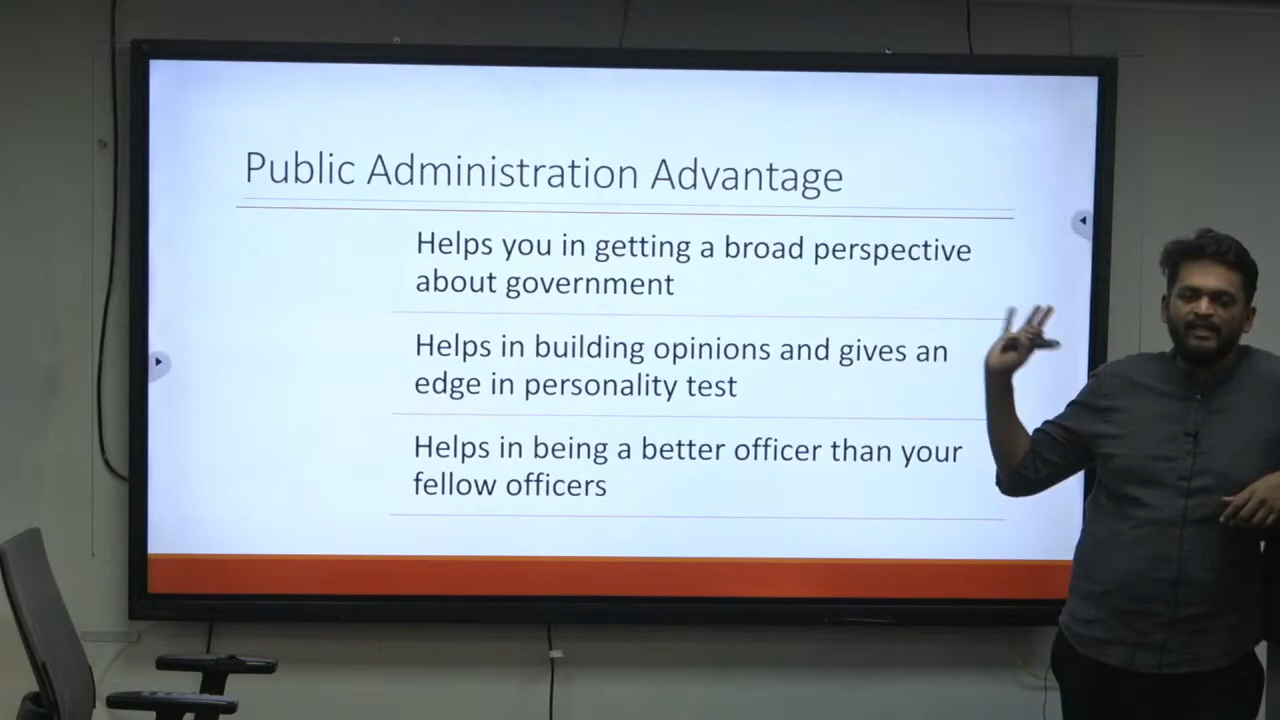 Public Administration Advantage
Helps you in getting a broad perspective
about government
Helps in building opinions and gives an
edge in personality test
Helps in being a better officer than your
fellow officers